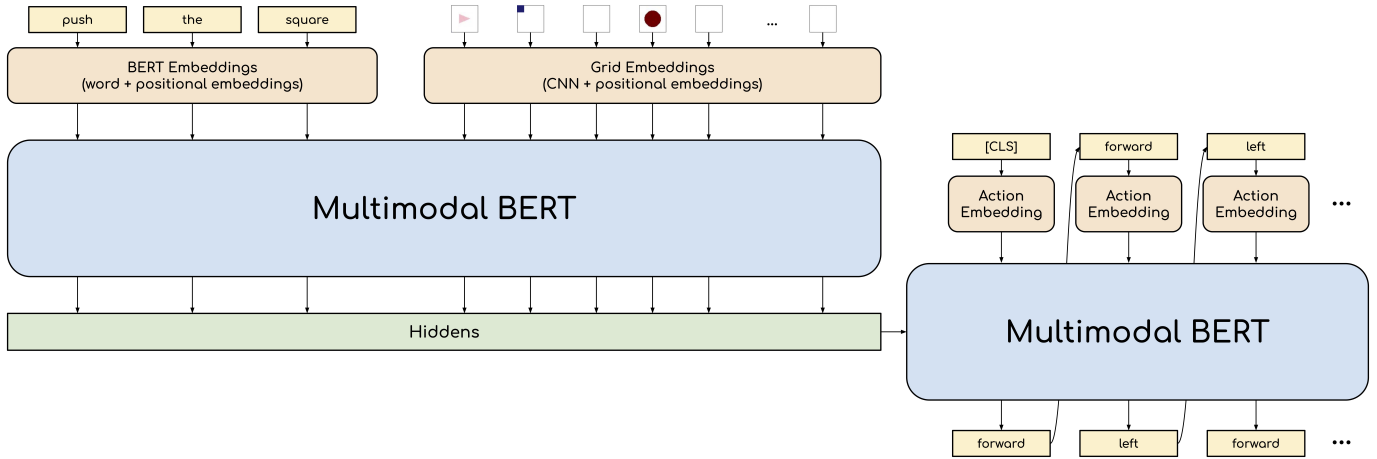 push
the
square
...
BERT Embeddings
(word + positional embeddings)
Grid Embeddings
(CNN + positional embeddings)
Multimodal BERT
Hiddens
[CLS]
forward
left
Action
Embedding
Action
Embedding
Action
Embedding
...
Multimodal BERT
forward
left
forward
...